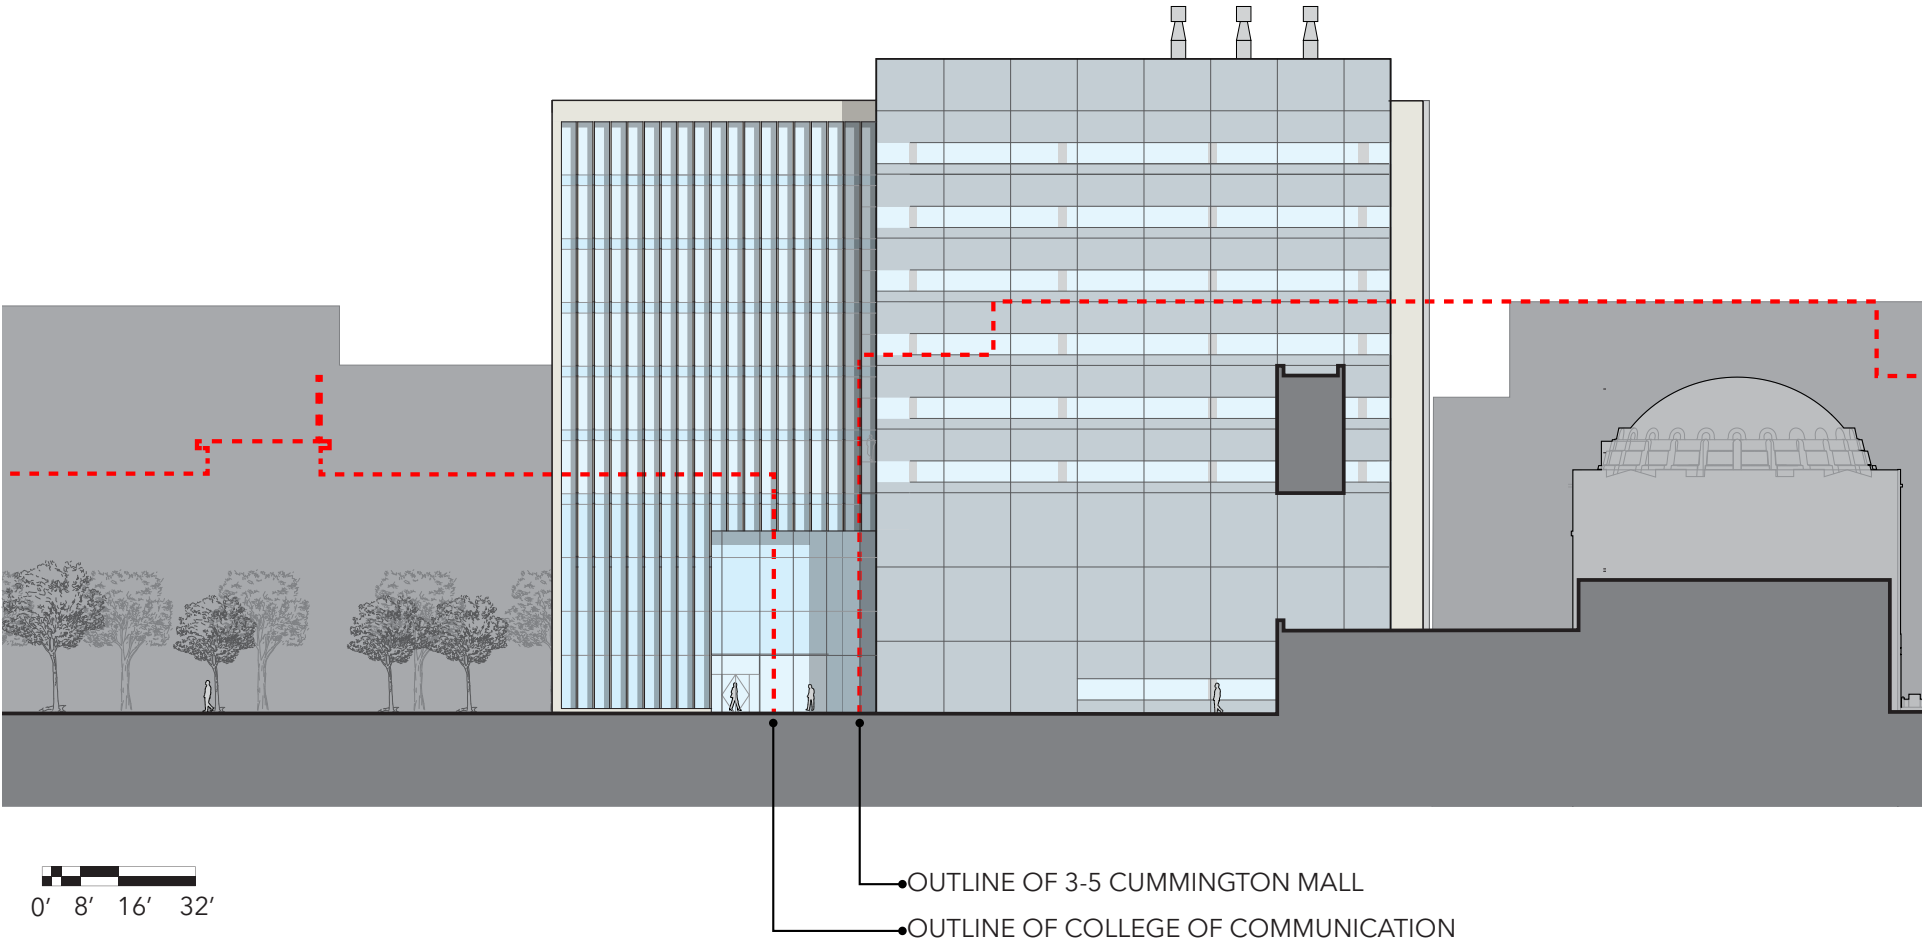 0' 8' 16' 32'
OUTLINE OF 3-5 CUMMINGTON MALL
OUTLINE OF COLLEGE OF COMMUNICATION